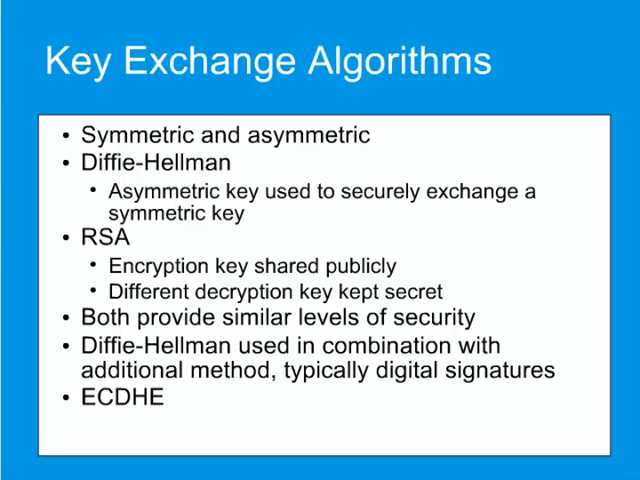 Key Exchange Algorithms
• Symmetric and asymmetric
• Diffie-Hellman
• Asymmetric key used to securely exchange a
symmetric key
• RSA
• Encryption key shared publicly
• Different decryption key kept secret
• Both provide similar levels of security
• Diffie-Hellman used in combination with
additional method, typically digital signatures
• ECDHE